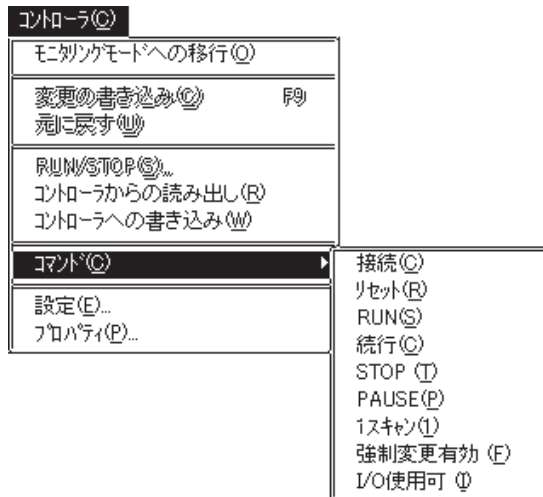 コントローラ(C)
モニタリングモードへの移行(O)
変更の書き込み(C) F9
元に戻す(U)
RUN/STOP(S)...
コントローラからの読み出し(R)
コントローラへの書き込み(W)
コマンド(C)
設定(E)...
プロパティ(P)...
接続(C)
リセット(R)
RUN(S)
続行(C)
STOP (T)
PAUSE(P)
1スキャン(1)
強制変更有効 (F)
I/O使用可 (I)